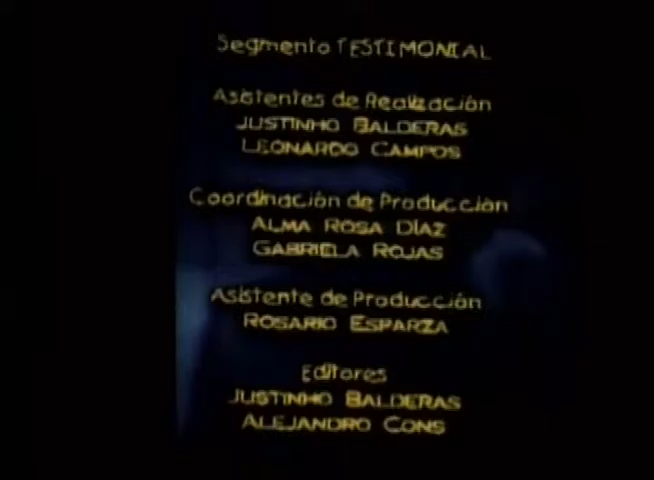 Segmento TESTIMONIAL
Asistentes de Realización
JUSTINHO BALDERAS
LEONARDO CAMPOS
Coordinación de Producción
ALMA ROSA DÍAZ
GABRIELA ROJAS
Asistente de Producción
ROSARIO ESPARZA
Editores
JUSTINHO BALDERAS
ALEJANDRO CONS